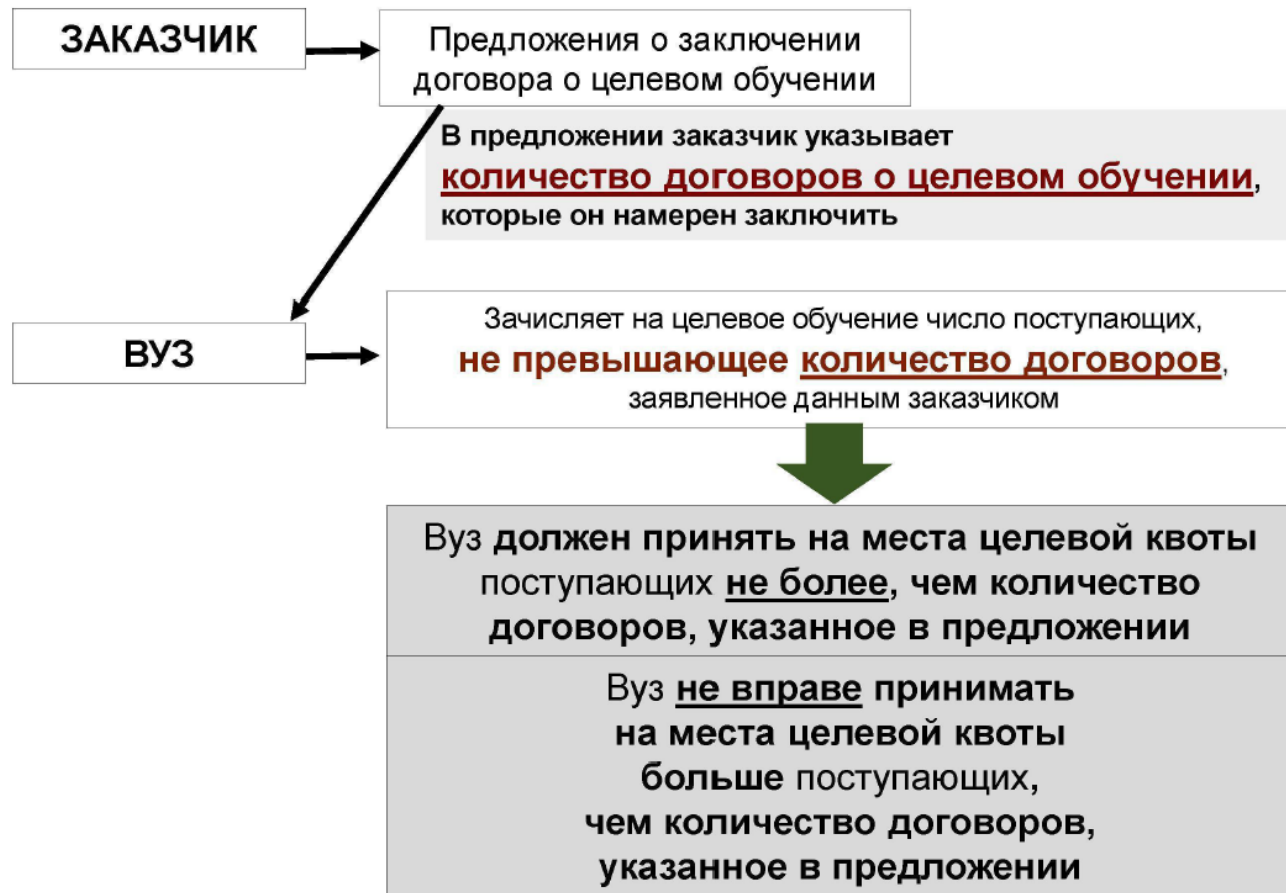 ЗАКАЗЧИК
Предложения о заключении
договора о целевом обучении
В предложении заказчик указывает
количество договоров о целевом обучении,
которые он намерен заключить
ВУЗ
Зачисляет на целевое обучение число поступающих,
не превышающее количество договоров,
заявленное данным заказчиком
Вуз должен принять на места целевой квоты
поступающих не более, чем количество
договоров, указанное в предложении
Вуз не вправе принимать
на места целевой квоты
больше поступающих,
чем количество договоров,
указанное в предложении